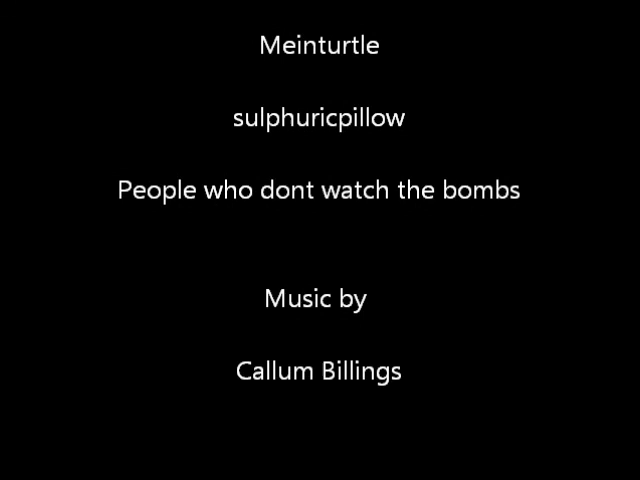 Meinturtle
sulphuricpillow
People who dont watch the bombs
Music by
Callum Billings